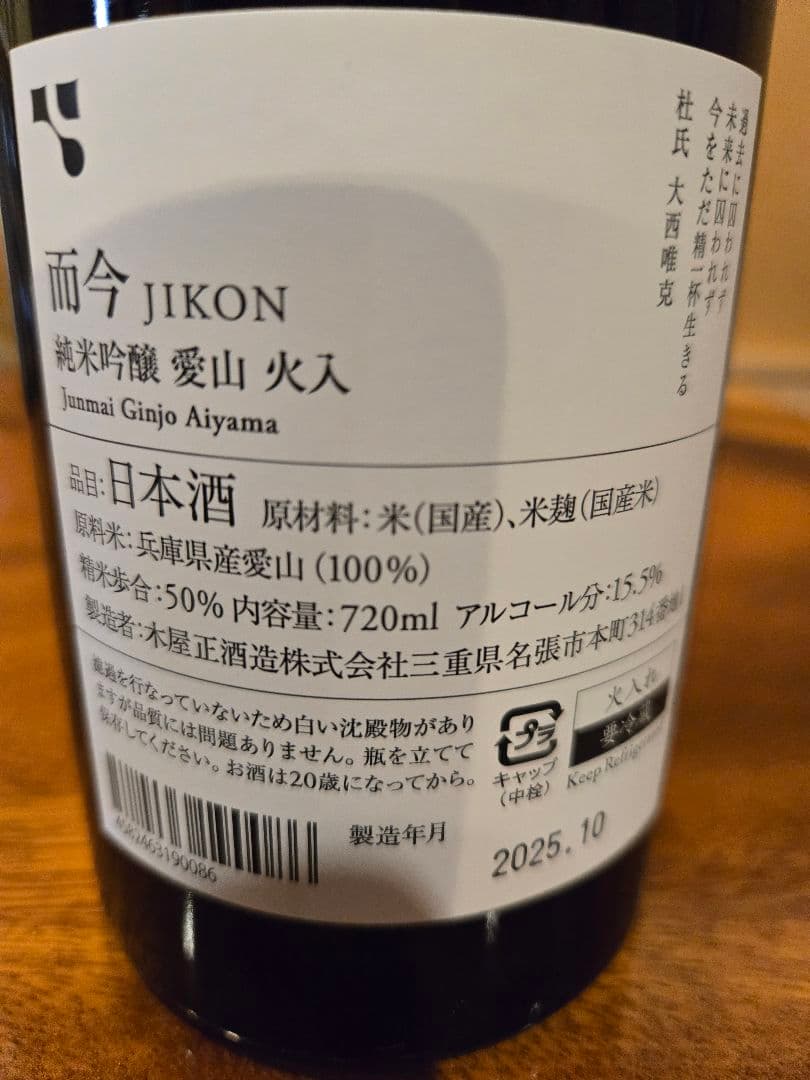 過去に囚われず
未来に囚われず
今をただ精一杯生きる
杜氏 大西唯克
而今 JIKON
純米吟醸 愛山 火入
Junmai Ginjo Aiyama
品目:日本酒 原材料:米(国産)、米麹(国産米)
原料米:兵庫県産愛山(100%)
精米歩合:50% 内容量:720ml アルコール分:15.5%
製造者:木屋正酒造株式会社三重県名張市本町314番地
濾過を行なっていないため白い沈殿物があり
ますが品質には問題ありません。瓶を立てて
保存してください。お酒は20歳になってから。
プラ
キャップ
(中栓)
火入れ
要冷蔵
Keep Refrigerated
4582463190086
製造年月
2025.10